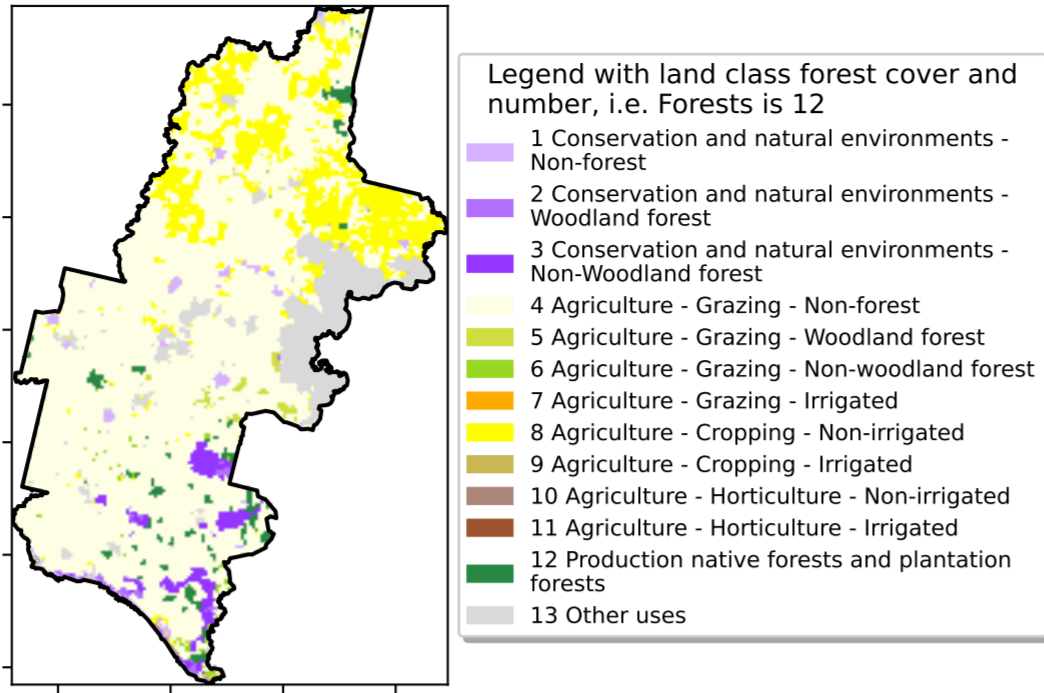 Legend with land class forest cover and
number, i.e. Forests is 12
1 Conservation and natural environments -
Non-forest
2 Conservation and natural environments -
Woodland forest
3 Conservation and natural environments -
Non-Woodland forest
4 Agriculture - Grazing - Non-forest
5 Agriculture - Grazing - Woodland forest
6 Agriculture - Grazing - Non-woodland forest
7 Agriculture - Grazing - Irrigated
8 Agriculture - Cropping - Non-irrigated
9 Agriculture - Cropping - Irrigated
10 Agriculture - Horticulture - Non-irrigated
11 Agriculture - Horticulture - Irrigated
12 Production native forests and plantation
forests
13 Other uses